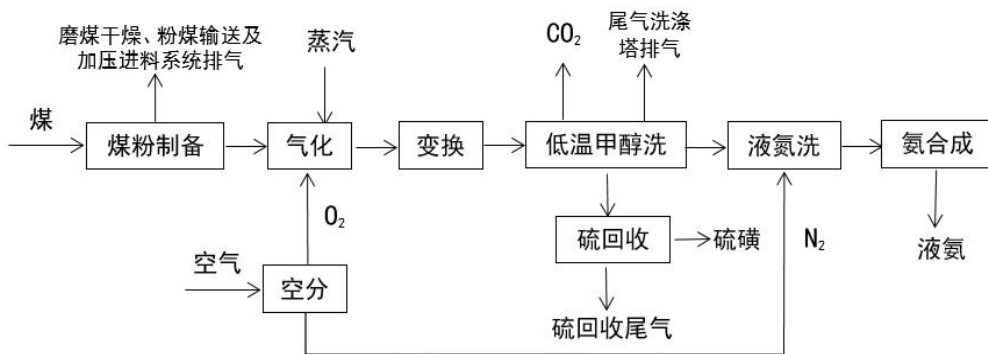 磨煤干燥、粉煤输送及
加压进料系统排气
蒸汽
CO₂
尾气洗涤
塔排气
煤
煤粉制备
气化
变换
低温甲醇洗
液氮洗
氨合成
O₂
硫回收
硫磺
N₂
液氨
空气
空分
硫回收尾气